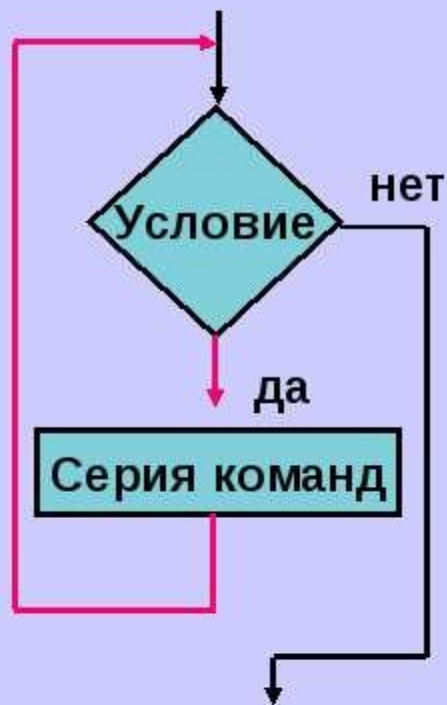 Условие
нет
да
Серия команд